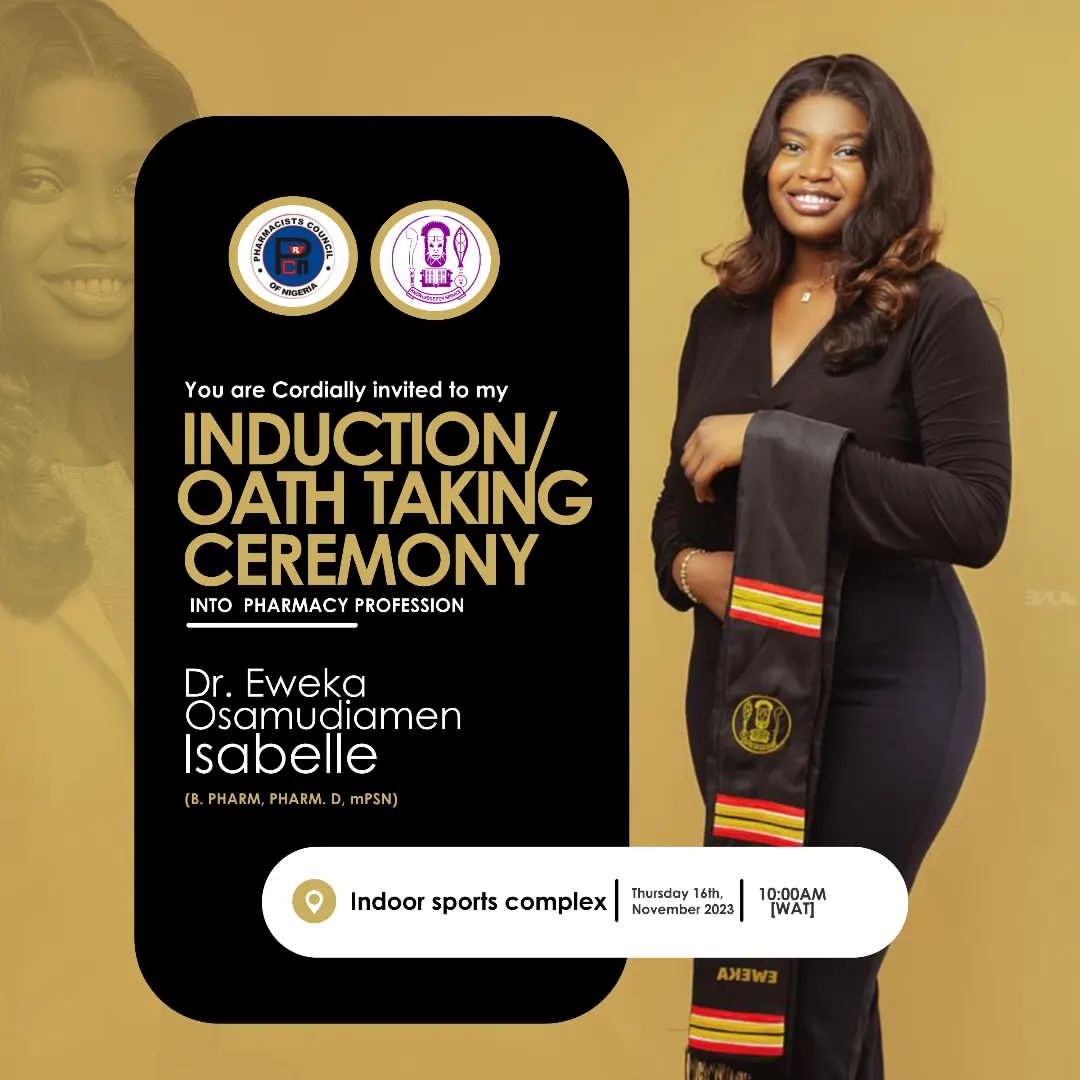 PHARMACISTS COUNCIL
OF NIGERIA
You are Cordially invited to my
INDUCTION/
OATH TAKING
CEREMONY
INTO PHARMACY PROFESSION
Dr. Eweka
Osamudiamen
Isabelle
(B. PHARM, PHARM. D, mPSN)
Indoor sports complex
Thursday 16th,
November 2023
10:00AM
[WAT]
EWEKA